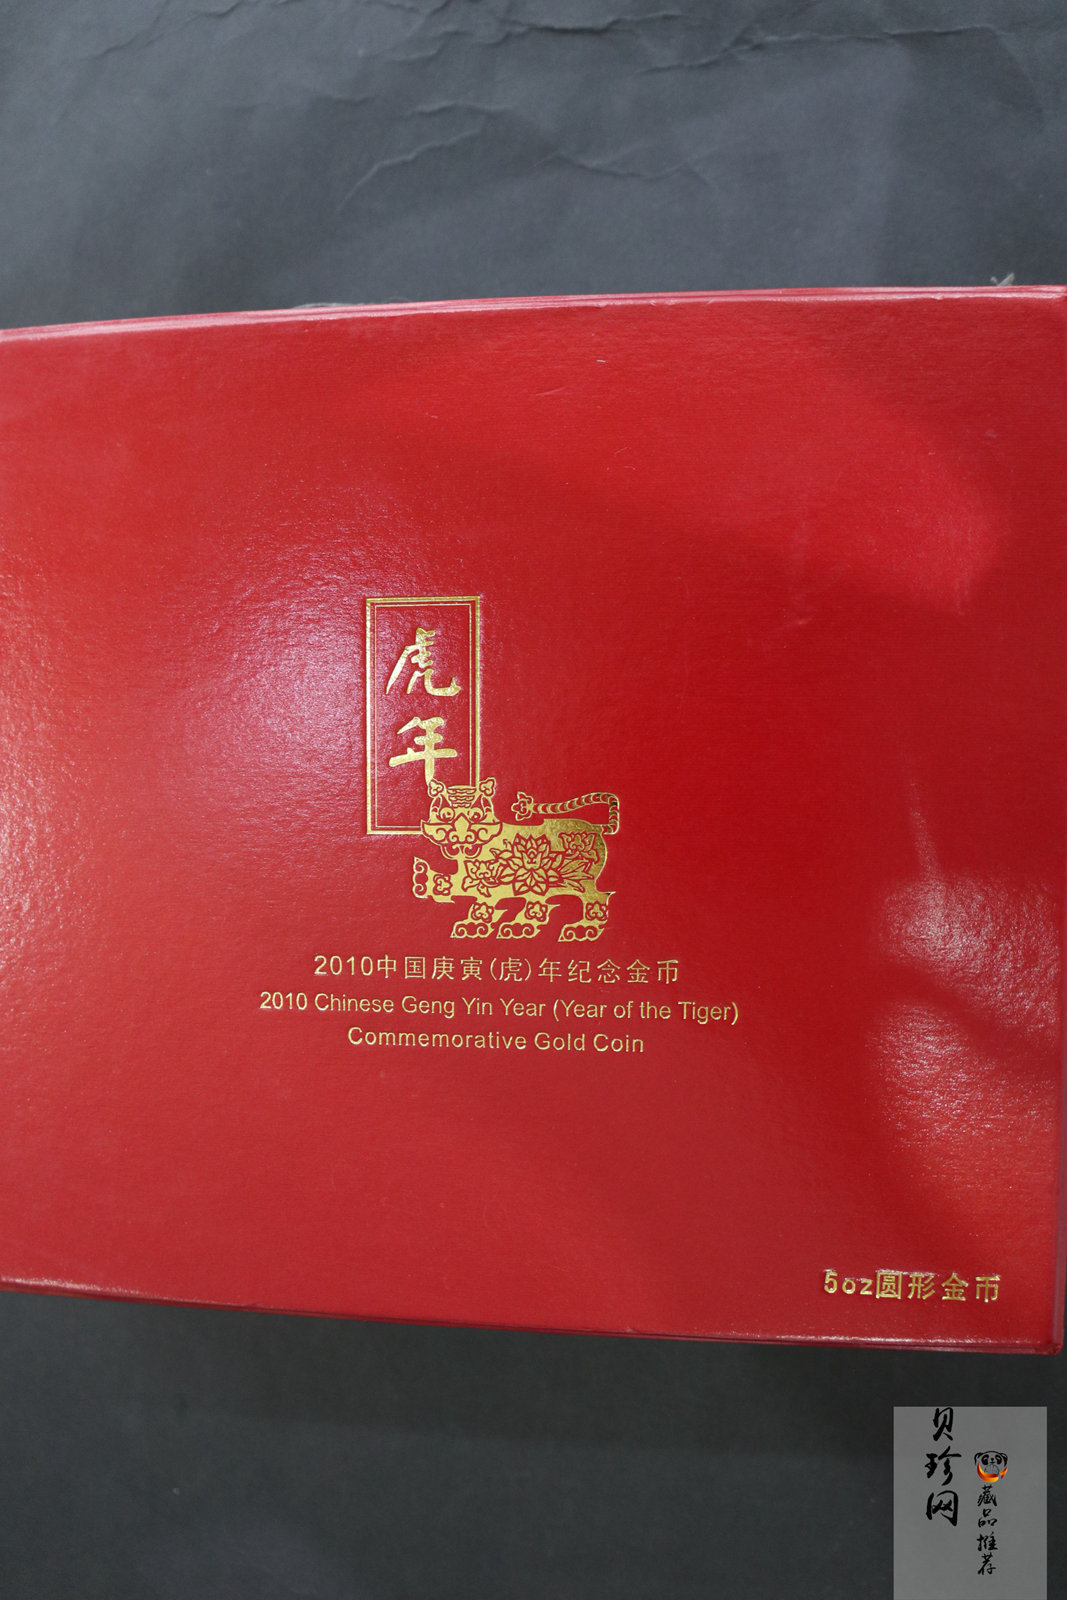 虎年
2010中国庚寅(虎)年纪念金币
2010 Chinese Geng Yin Year (Year of the Tiger)
Commemorative Gold Coin
5oz圆形金币
贝珍网
藏品推荐